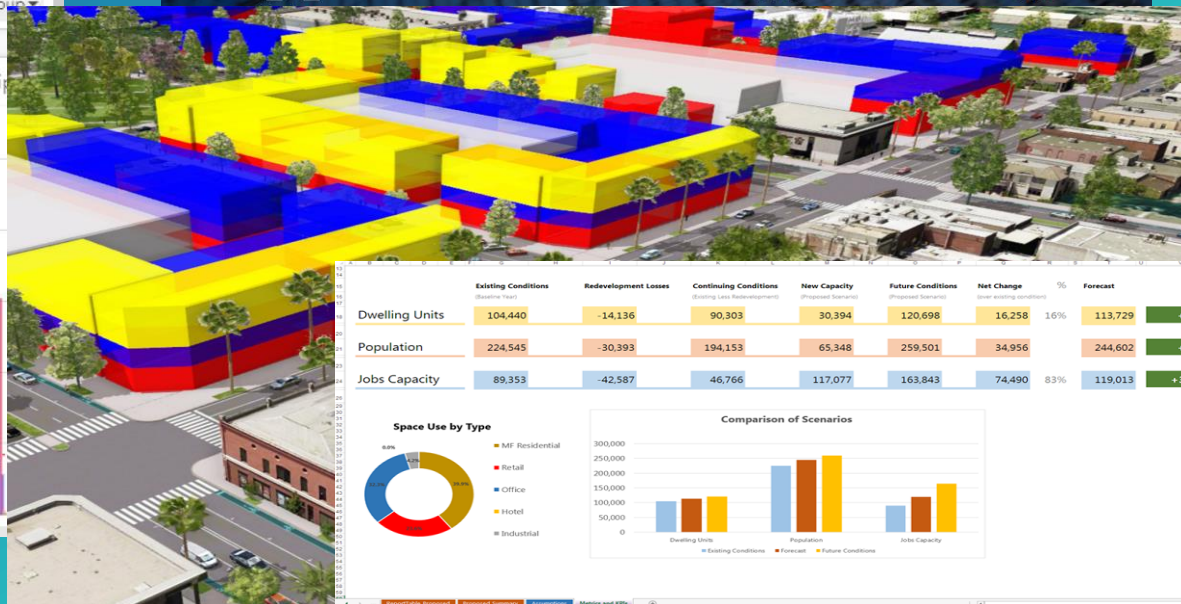 Existing Conditions Redevelopment Losses Continuing Conditions New Capacity Future Conditions Net Change % Forecast
(Baseline Year) (Existing Less Redevelopment) (Proposed Scenario) (Proposed Scenario) (over existing condition)
Dwelling Units 104,440 -14,136 90,303 30,394 120,698 16,258 16% 113,729
Population 224,545 -30,393 194,153 65,348 259,501 34,956 244,602
Jobs Capacity 89,353 -42,587 46,766 117,077 163,843 74,490 83% 119,013
Space Use by Type
0.0%
MF Residential
Retail
Office
Hotel
Industrial
Comparison of Scenarios
300,000
250,000
200,000
150,000
100,000
50,000
0
Dwelling Units Population Jobs Capacity
Existing Conditions Forecast Future Conditions